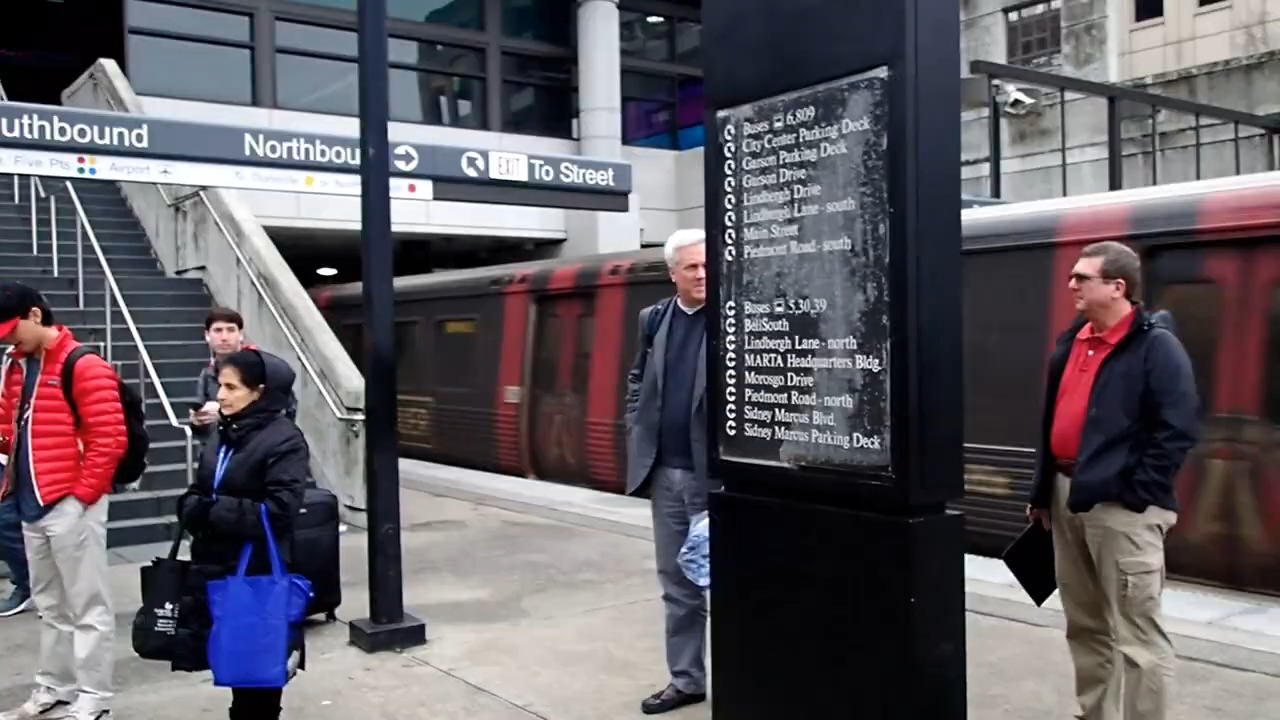 uthbound
Northbou
EXIT To Street
Five Pts
Airport
Buses 6,809
City Center Parking Deck
Garson Parking Deck
Garson Drive
Lindbergh Drive
Lindbergh Lane - south
Main Street
Piedmont Road - south
Buses 5,30,39
BellSouth
Lindbergh Lane - north
MARTA Headquarters Bldg.
Morosgo Drive
Piedmont Road - north
Sidney Marcus Blvd.
Sidney Marcus Parking Deck